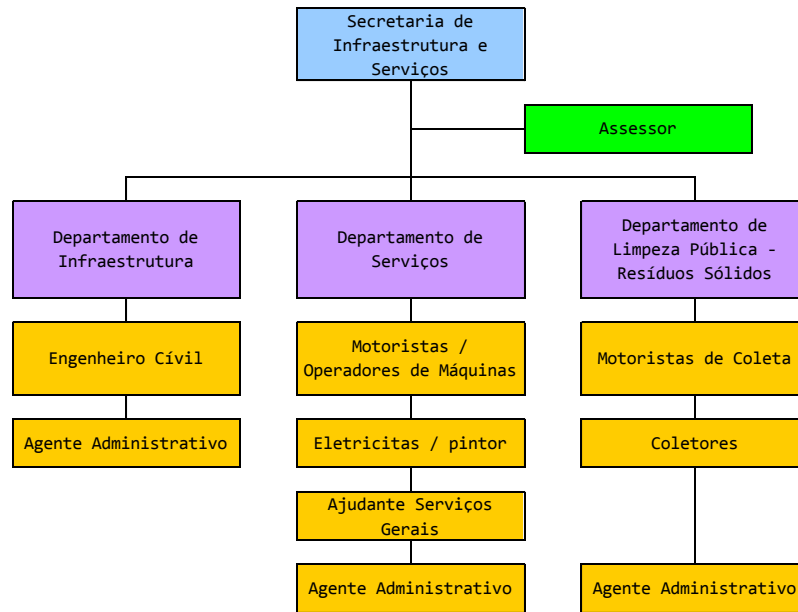 Secretaria de
Infraestrutura e
Serviços
Assessor
Departamento de
Infraestrutura
Departamento de
Serviços
Departamento de
Limpeza Pública -
Resíduos Sólidos
Engenheiro Cívil
Motoristas /
Operadores de Máquinas
Motoristas de Coleta
Agente Administrativo
Eletricitas / pintor
Coletores
Ajudante Serviços
Gerais
Agente Administrativo
Agente Administrativo